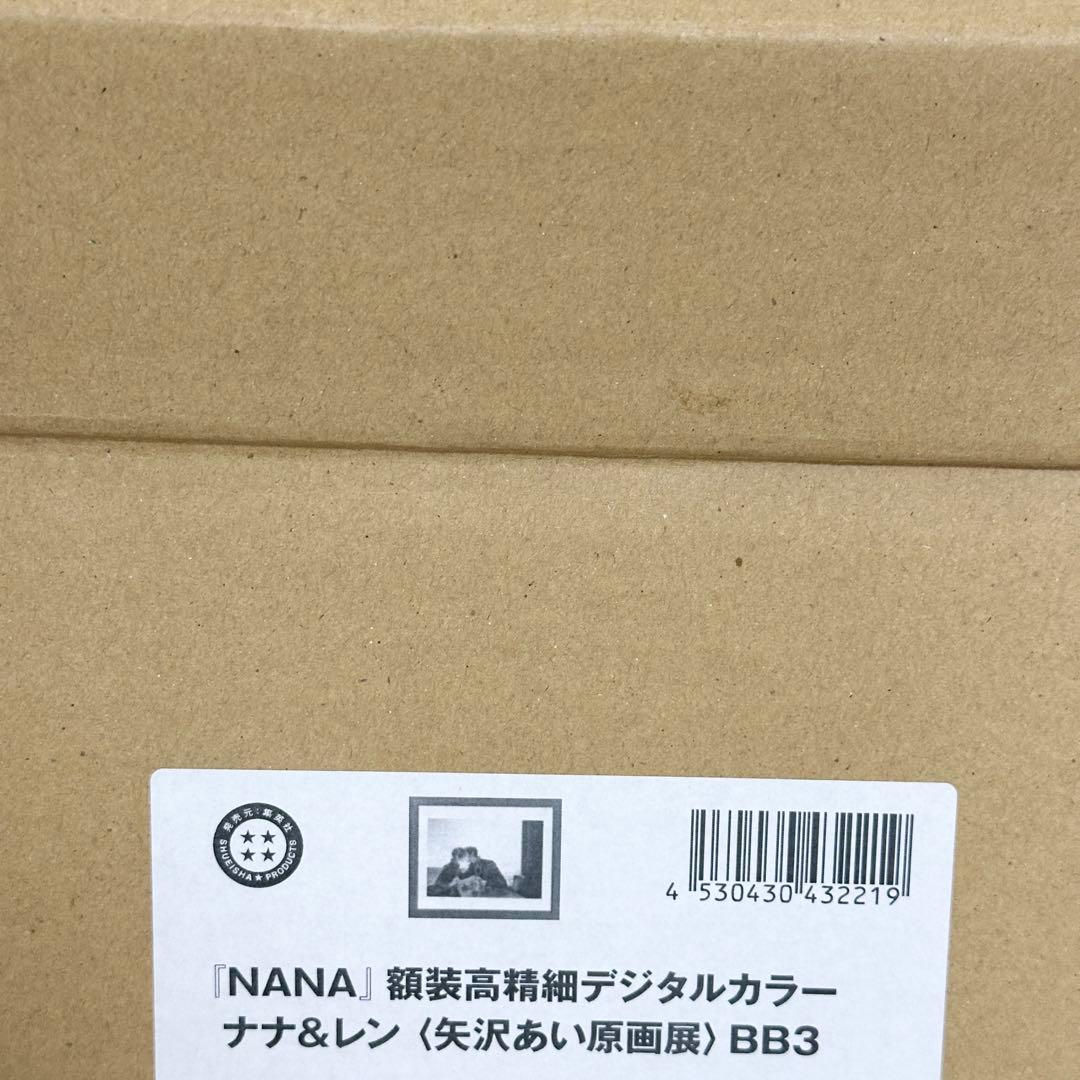 発売元:集英社
SHUEISHA★PRODUCTS
4 530430 432219
『NANA』額装高精細デジタルカラー
ナナ&レン〈矢沢あい原画展〉BB3